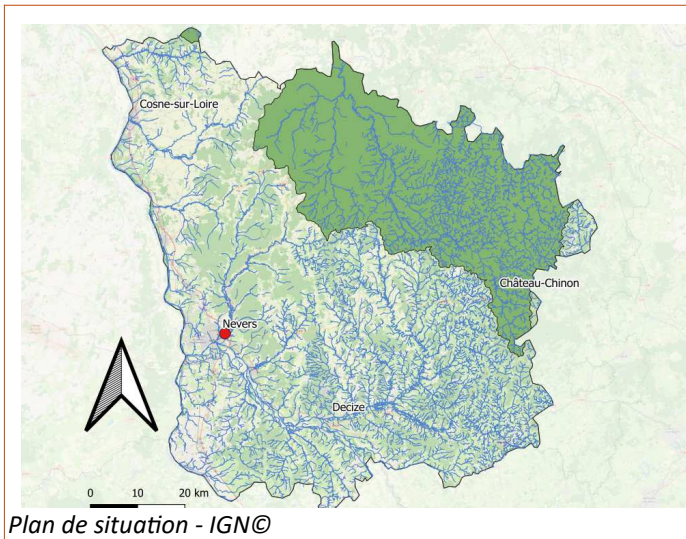 Cosne-sur-Loire
Château-Chinon
Nevers
Decize
0 10 20 km
Plan de situation - IGN©